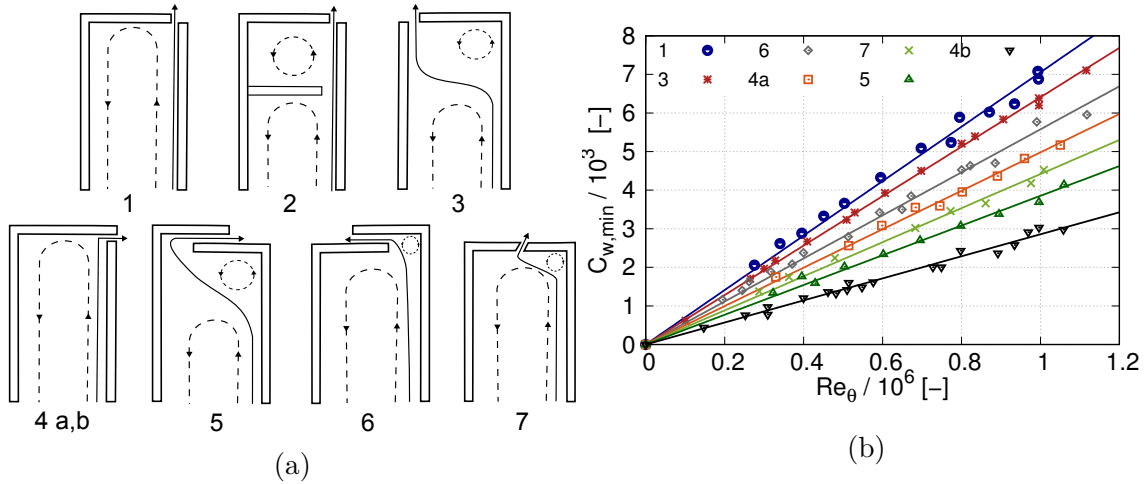 1 2 3
4 a,b 5 6 7
(a)
8
7
6
5
4
3
2
1
0
C_w,min / 10^3 [−]
1 6 7 4b
3 4a 5
0 0.2 0.4 0.6 0.8 1 1.2
Re_θ / 10^6 [−]
(b)